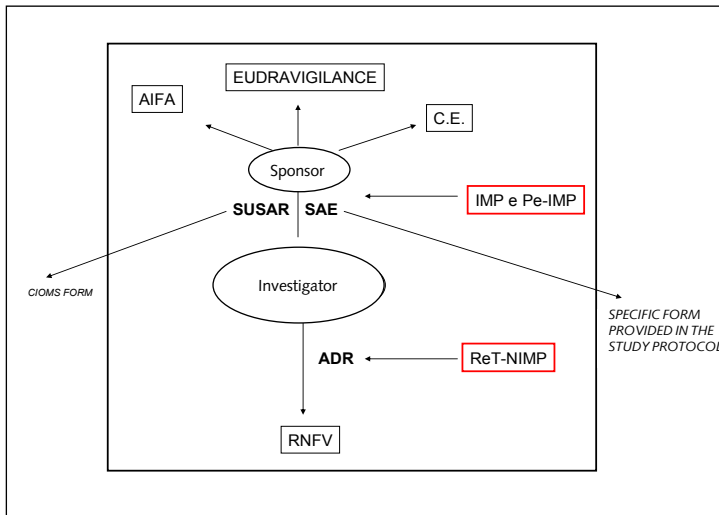 EUDRAVIGILANCE
AIFA
C.E.
Sponsor
SUSAR
SAE
IMP e Pe-IMP
CIOMS FORM
Investigator
SPECIFIC FORM
PROVIDED IN THE
STUDY PROTOCOL
ADR
ReT-NIMP
RNFV